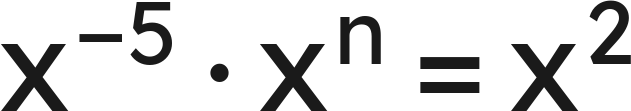 x⁻⁵ · xⁿ = x²